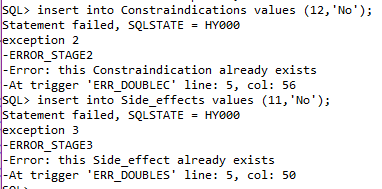 SQL> insert into Constraindications values (12,'No');
Statement failed, SQLSTATE = HY000
exception 2
-ERROR_STAGE2
-Error: this Constraindication already exists
-At trigger 'ERR_DOUBLEC' line: 5, col: 56
SQL> insert into Side_effects values (11,'No');
Statement failed, SQLSTATE = HY000
exception 3
-ERROR_STAGE3
-Error: this Side_effect already exists
-At trigger 'ERR_DOUBLES' line: 5, col: 50